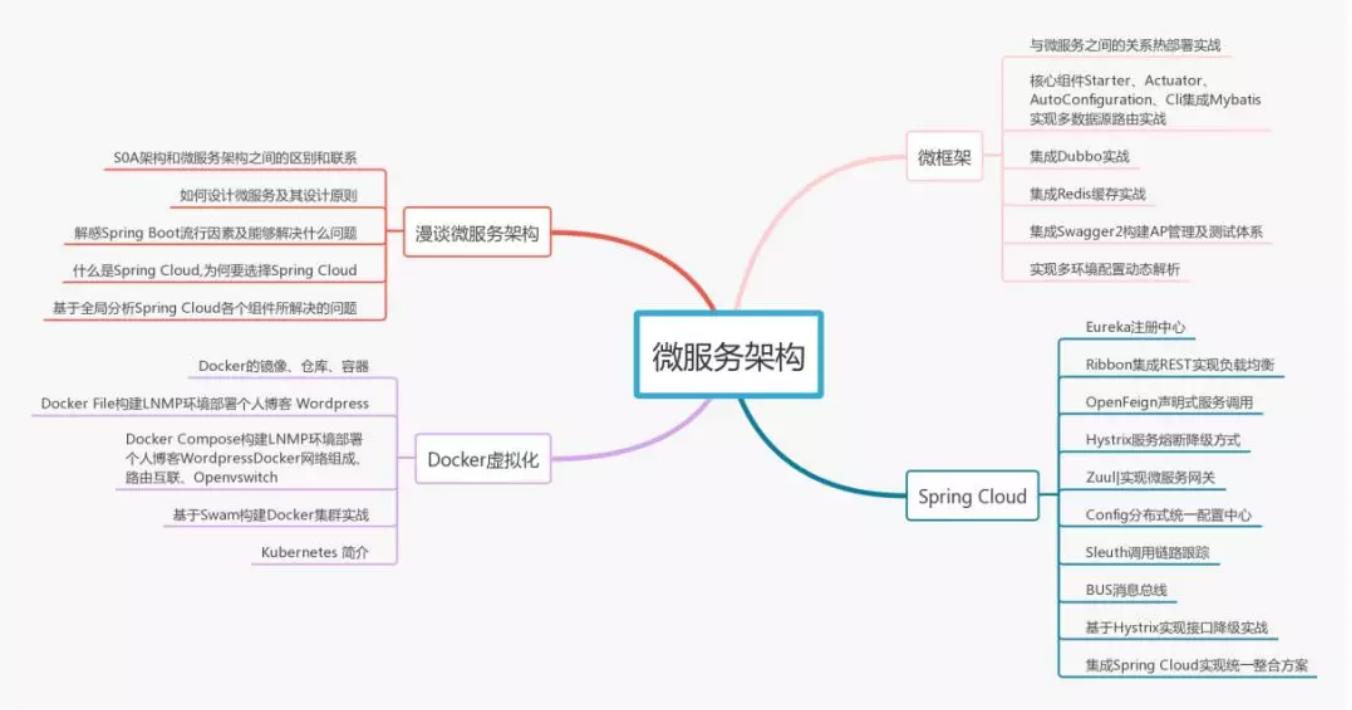 微服务架构
漫谈微服务架构
S0A架构和微服务架构之间的区别和联系
如何设计微服务及其设计原则
解惑Spring Boot流行因素及能够解决什么问题
什么是Spring Cloud,为何要选择Spring Cloud
基于全局分析Spring Cloud各个组件所解决的问题
Docker虚拟化
Docker的镜像、仓库、容器
Docker File构建LNMP环境部署个人博客 Wordpress
Docker Compose构建LNMP环境部署
个人博客WordpressDocker网络组成、
路由互联、Openvswitch
基于Swam构建Docker集群实战
Kubernetes 简介
微框架
与微服务之间的关系热部署实战
核心组件Starter、Actuator、
AutoConfiguration、Cli集成Mybatis
实现多数据源路由实战
集成Dubbo实战
集成Redis缓存实战
集成Swagger2构建AP管理及测试体系
实现多环境配置动态解析
Spring Cloud
Eureka注册中心
Ribbon集成REST实现负载均衡
OpenFeign声明式服务调用
Hystrix服务熔断降级方式
Zuul|实现微服务网关
Config分布式统一配置中心
Sleuth调用链路跟踪
BUS消息总线
基于Hystrix实现接口降级实战
集成Spring Cloud实现统一整合方案